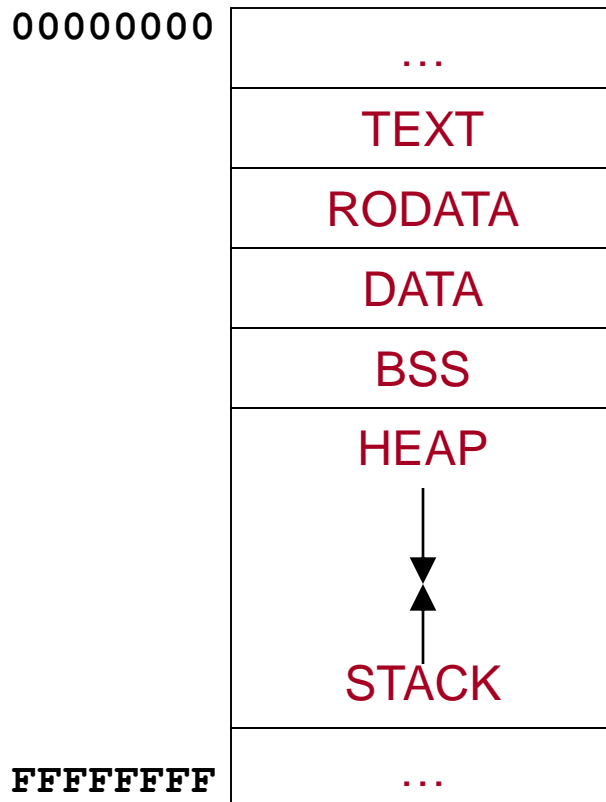 00000000
...
TEXT
RODATA
DATA
BSS
HEAP
STACK
FFFFFFFF
...